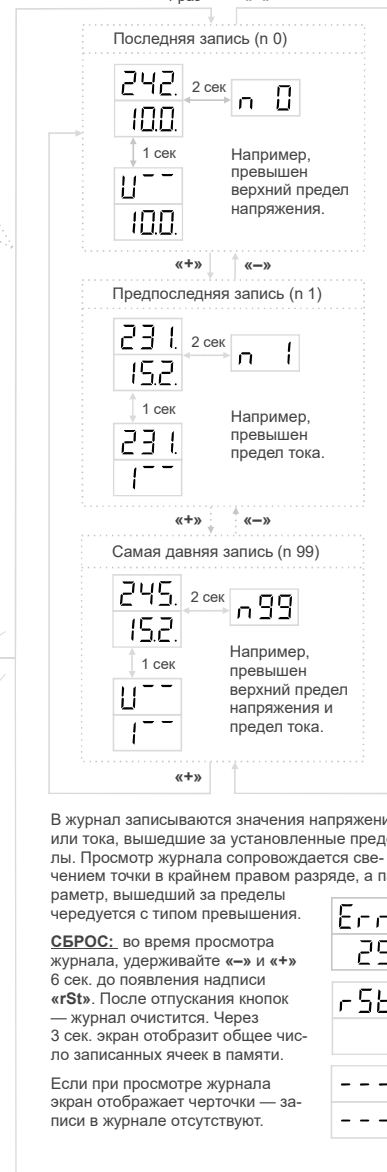 Последняя запись (n 0)
242.
2 сек
n 0
10.0.
1 сек
Например,
превышен
верхний предел
напряжения.
U¯¯
10.0.
«+» «–»
Предпоследняя запись (n 1)
231.
2 сек
n 1
15.2.
1 сек
Например,
превышен
предел тока.
231.
I¯¯
«+» «–»
Самая давняя запись (n 99)
245.
2 сек
n99
15.2.
1 сек
Например,
превышен
верхний предел
напряжения и
предел тока.
U¯¯
I¯¯
«+»
В журнал записываются значения напряжени
или тока, вышедшие за установленные преде
лы. Просмотр журнала сопровождается све-
чением точки в крайнем правом разряде, а па
раметр, вышедший за пределы
чередуется с типом превышения.
Err
29
СБРОС: во время просмотра
журнала, удерживайте «–» и «+»
6 сек. до появления надписи
«rSt». После отпускания кнопок
— журнал очистится. Через
3 сек. экран отобразит общее чис-
ло записанных ячеек в памяти.
rSt
Если при просмотре журнала
экран отображает черточки — за-
писи в журнале отсутствуют.
---
---